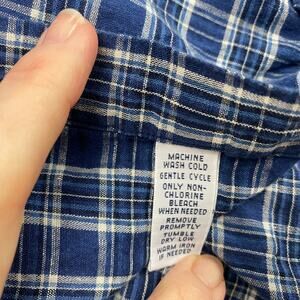 MACHINE
WASH COLD
GENTLE CYCLE
ONLY NON-
CHLORINE
BLEACH
WHEN NEEDED
REMOVE
PROMPTLY
TUMBLE
DRY LOW
WARM IRON
IF NEEDED